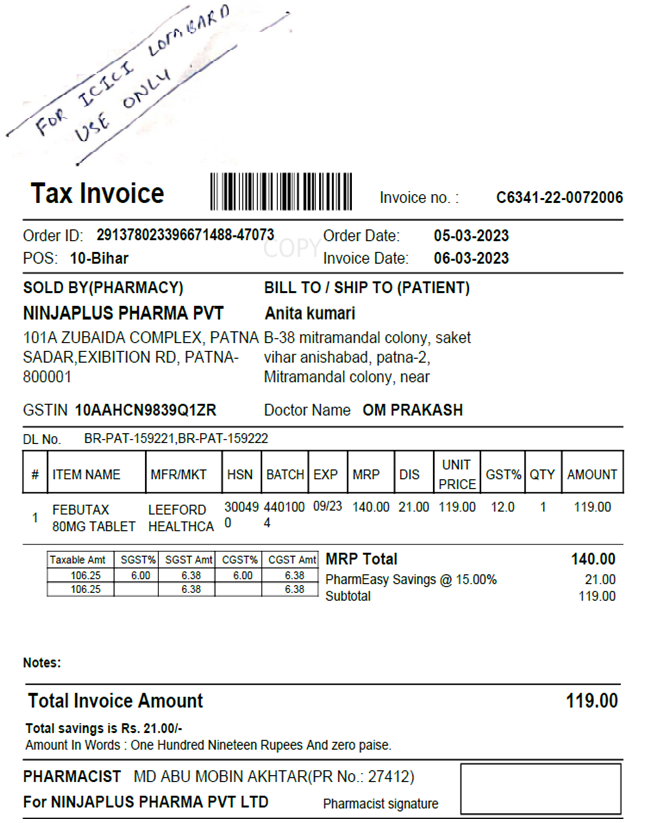 FOR ICICI LOMBARD
USE ONLY
Tax Invoice
Invoice no. : C6341-22-0072006
Order ID: 291378023396671488-47073
Order Date: 05-03-2023
COPY
POS: 10-Bihar
Invoice Date: 06-03-2023
SOLD BY(PHARMACY)
NINJAPLUS PHARMA PVT
101A ZUBAIDA COMPLEX, PATNA
SADAR,EXIBITION RD, PATNA-
800001
GSTIN 10AAHCN9839Q1ZR
BILL TO / SHIP TO (PATIENT)
Anita kumari
B-38 mitramandal colony, saket
vihar anishabad, patna-2,
Mitramandal colony, near
Doctor Name OM PRAKASH
DL No. BR-PAT-159221,BR-PAT-159222
# ITEM NAME MFR/MKT HSN BATCH EXP MRP DIS UNIT PRICE GST% QTY AMOUNT
1 FEBUTAX LEEFORD 30049 440100 09/23 140.00 21.00 119.00 12.0 1 119.00
80MG TABLET HEALTHCA 0 4
Taxable Amt SGST% SGST Amt CGST% CGST Amt
106.25 6.00 6.38 6.00 6.38
106.25 6.38 6.38
MRP Total 140.00
PharmEasy Savings @ 15.00% 21.00
Subtotal 119.00
Notes:
Total Invoice Amount 119.00
Total savings is Rs. 21.00/-
Amount In Words : One Hundred Nineteen Rupees And zero paise.
PHARMACIST MD ABU MOBIN AKHTAR(PR No.: 27412)
For NINJAPLUS PHARMA PVT LTD
Pharmacist signature